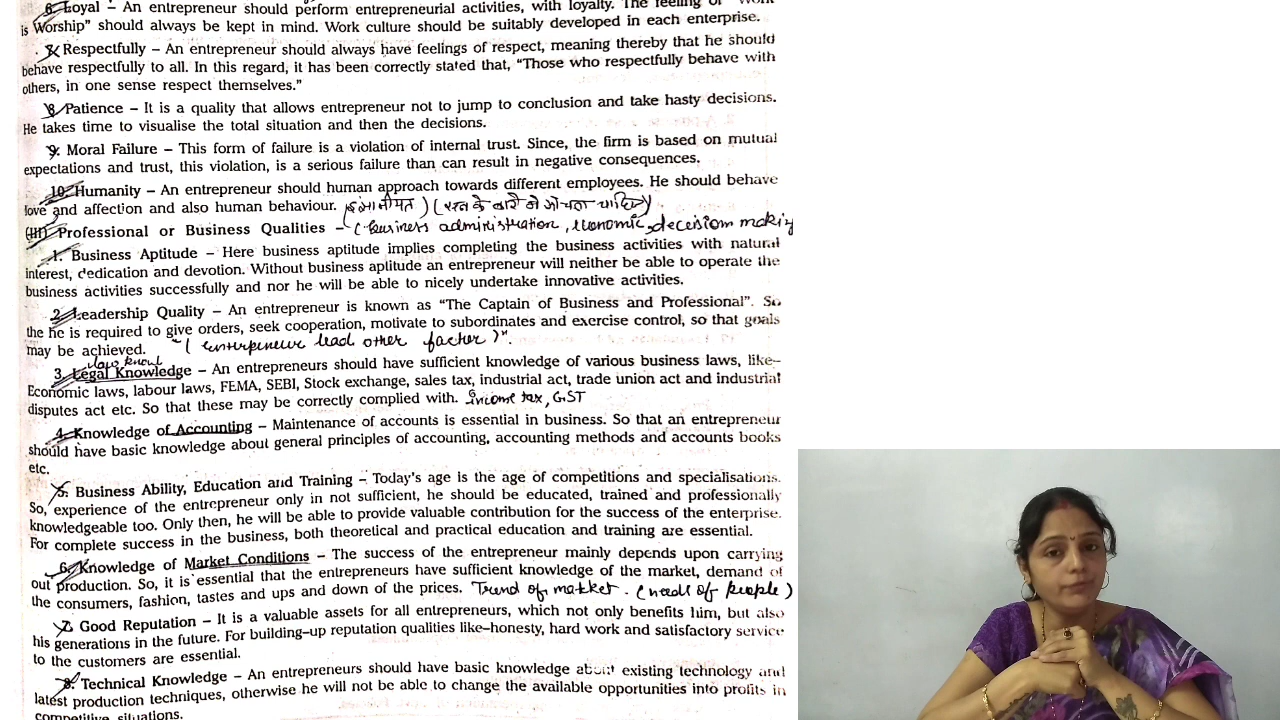 6. Loyal – An entrepreneur should perform entrepreneurial activities, with loyalty. The feeling of "Work
is Worship" should always be kept in mind. Work culture should be suitably developed in each enterprise.
Respectfully – An entrepreneur should always have feelings of respect, meaning thereby that he should
behave respectfully to all. In this regard, it has been correctly stated that, "Those who respectfully behave with
others, in one sense respect themselves."
8. Patience – It is a quality that allows entrepreneur not to jump to conclusion and take hasty decisions.
He takes time to visualise the total situation and then the decisions.
9. Moral Failure – This form of failure is a violation of internal trust. Since, the firm is based on mutual
expectations and trust, this violation, is a serious failure than can result in negative consequences.
10. Humanity – An entrepreneur should human approach towards different employees. He should behave
love and affection and also human behaviour. (इंसानीयत) (के बारे में सोचना चाहिए)
(III) Professional or Business Qualities – (Business administration, economic, decision making
1. Business Aptitude – Here business aptitude implies completing the business activities with natural
interest, dedication and devotion. Without business aptitude an entrepreneur will neither be able to operate the
business activities successfully and nor he will be able to nicely undertake innovative activities.
2. Leadership Quality – An entrepreneur is known as "The Captain of Business and Professional". So
the he is required to give orders, seek cooperation, motivate to subordinates and exercise control, so that goals
may be achieved. "( enterpreneur lead other factor )".
law
3. Legal Knowledge – An entrepreneurs should have sufficient knowledge of various business laws, like–
Economic laws, labour laws, FEMA, SEBI, Stock exchange, sales tax, industrial act, trade union act and industrial
disputes act etc. So that these may be correctly complied with. Income tax, GST
4. Knowledge of Accounting – Maintenance of accounts is essential in business. So that an entrepreneur
should have basic knowledge about general principles of accounting, accounting methods and accounts books
etc.
5. Business Ability, Education and Training – Today's age is the age of competitions and specialisations.
So, experience of the entrepreneur only in not sufficient, he should be educated, trained and professionally
knowledgeable too. Only then, he will be able to provide valuable contribution for the success of the enterprise.
For complete success in the business, both theoretical and practical education and training are essential.
6. Knowledge of Market Conditions – The success of the entrepreneur mainly depends upon carrying
out production. So, it is essential that the entrepreneurs have sufficient knowledge of the market, demand of
the consumers, fashion, tastes and ups and down of the prices. Trend of market. (needs of people)
7. Good Reputation – It is a valuable assets for all entrepreneurs, which not only benefits him, but also
his generations in the future. For building–up reputation qualities like–honesty, hard work and satisfactory service
to the customers are essential.
8. Technical Knowledge – An entrepreneurs should have basic knowledge about existing technology and
latest production techniques, otherwise he will not be able to change the available opportunities into profits in
competitive situations.